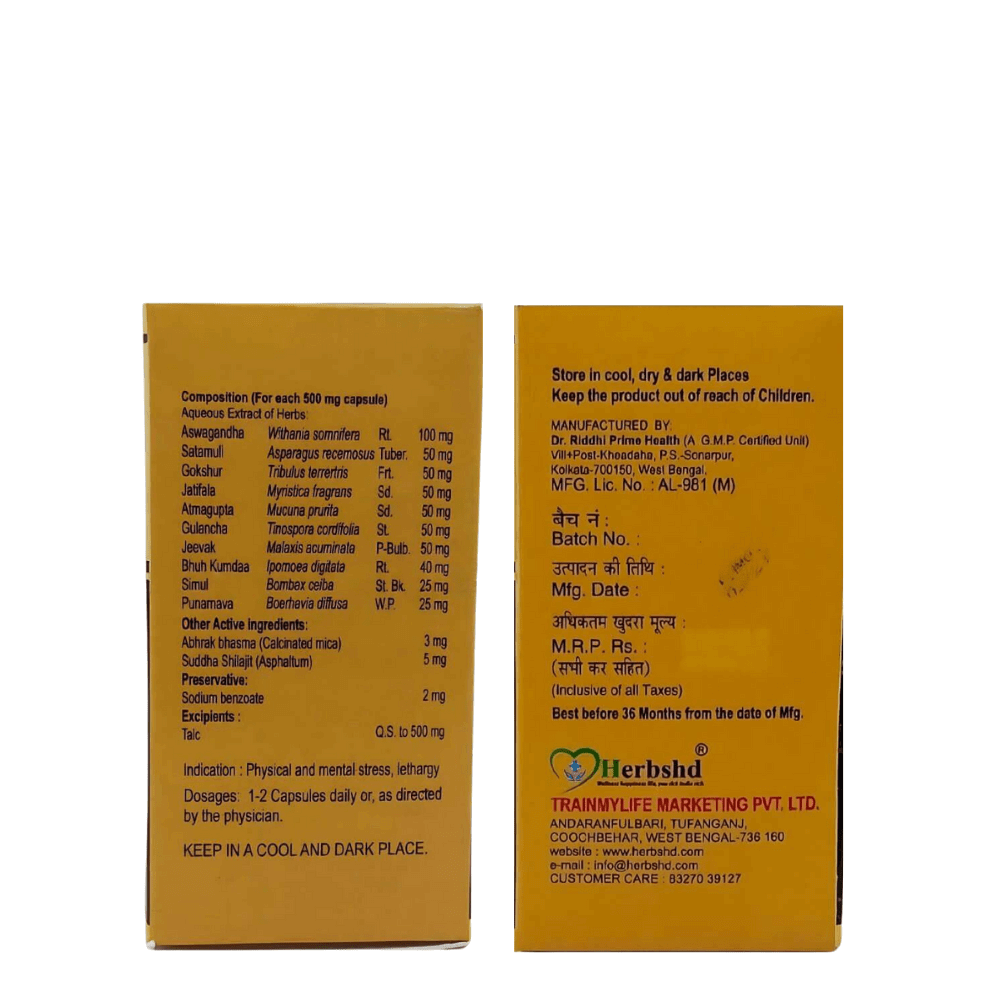 Composition (For each 500 mg capsule)
Aqueous Extract of Herbs:
Aswagandha Withania somnifera Rt. 100 mg
Satamull Asparagus recemosus Tuber. 50 mg
Gokshur Tribulus terrertris Frt. 50 mg
Jatifala Myristica fragrans Sd. 50 mg
Atmagupta Mucuna prurita Sd. 50 mg
Gulancha Tinospora cordifolia St. 50 mg
Jeevak Malaxis acuminata P-Bulb. 50 mg
Bhuh Kumdaa Ipomoea digitata Rt. 40 mg
Simul Bombax ceiba St. Bk. 25 mg
Punarnava Boerhavia diffusa W.P. 25 mg
Other Active ingredients:
Abhrak bhasma (Calcinated mica) 3 mg
Suddha Shilajit (Asphaltum) 5 mg
Preservative:
Sodium benzoate 2 mg
Excipients :
Talc Q.S. to 500 mg
Indication : Physical and mental stress, lethargy
Dosages: 1-2 Capsules daily or, as directed
by the physician.
KEEP IN A COOL AND DARK PLACE.
Store in cool, dry & dark Places
Keep the product out of reach of Children.
MANUFACTURED BY:
Dr. Riddhi Prime Health (A G.M.P. Certified Unit)
Vill+Post-Kheadaha, P.S.-Sonarpur,
Kolkata-700150, West Bengal,
MFG. Lic. No. : AL-981 (M)
बैच नं :
Batch No. :
उत्पादन की तिथि :
Mfg. Date :
अधिकतम खुदरा मूल्य :
M.R.P. Rs. :
(सभी कर सहित)
(Inclusive of all Taxes)
Best before 36 Months from the date of Mfg.
Herbshd ®
TRAINMYLIFE MARKETING PVT. LTD.
ANDARANFULBARI, TUFANGANJ,
COOCHBEHAR, WEST BENGAL-736 160
website : www.herbshd.com
e-mail : info@herbshd.com
CUSTOMER CARE : 83270 39127